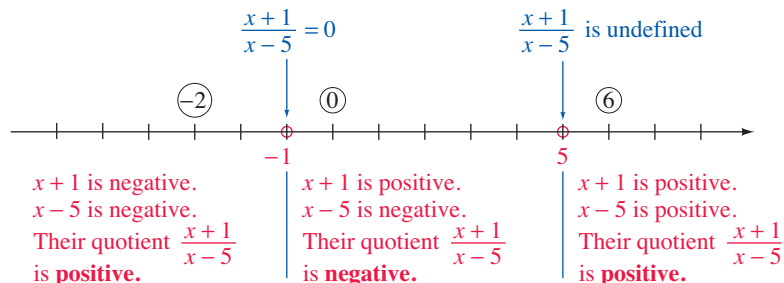 (x + 1)/(x − 5) = 0
(x + 1)/(x − 5) is undefined
−2
0
6
−1
5
x + 1 is negative.
x − 5 is negative.
Their quotient (x + 1)/(x − 5)
is positive.
x + 1 is positive.
x − 5 is negative.
Their quotient (x + 1)/(x − 5)
is negative.
x + 1 is positive.
x − 5 is positive.
Their quotient (x + 1)/(x − 5)
is positive.